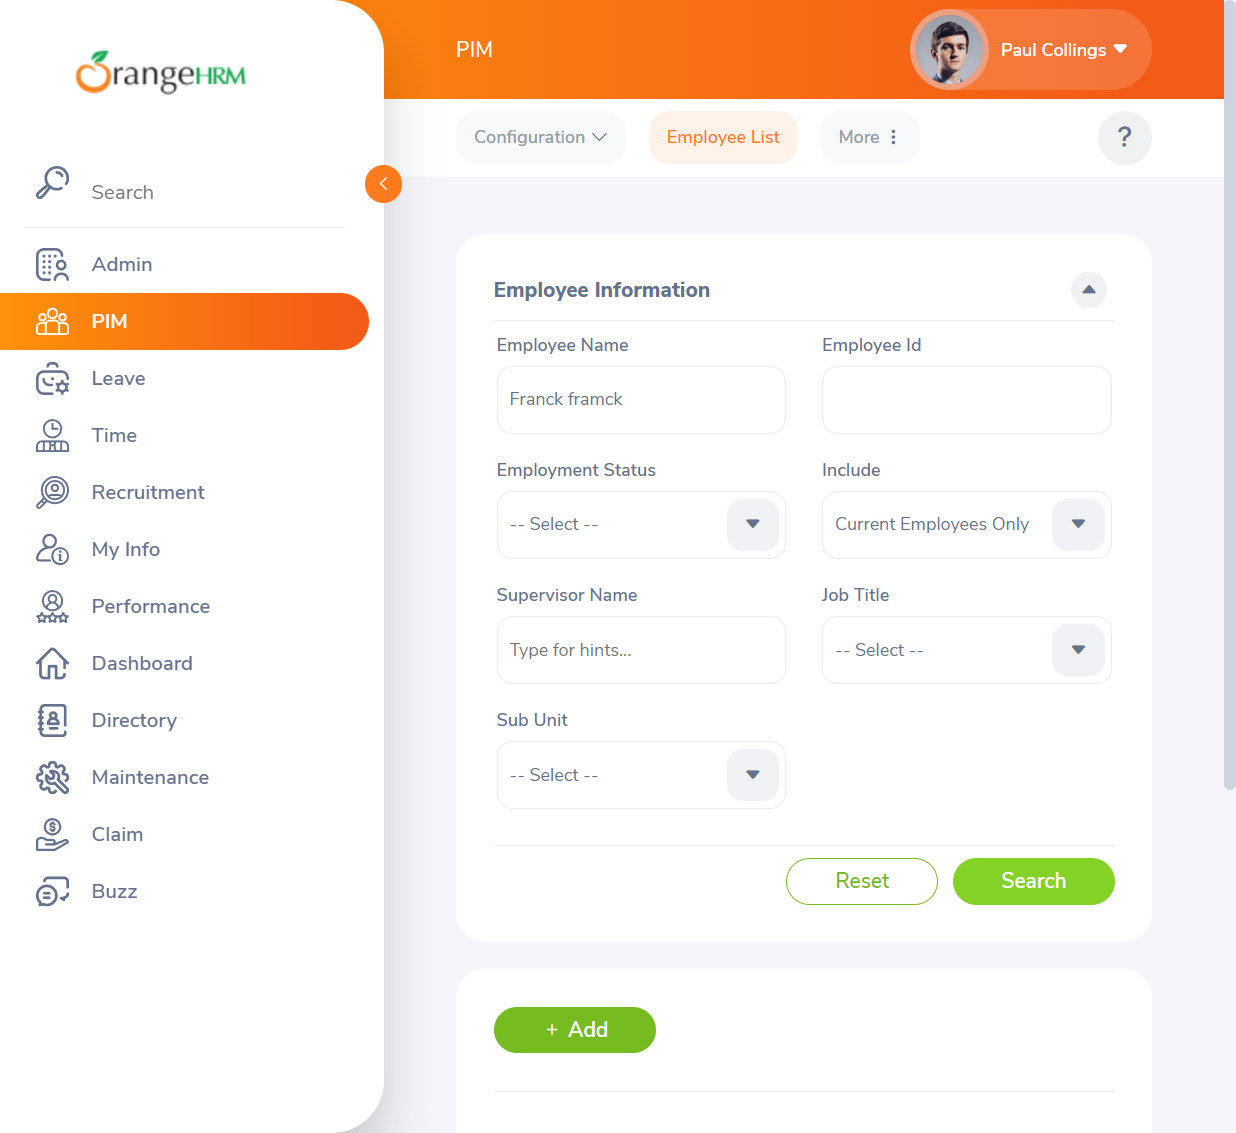 OrangeHRM
PIM
Paul Collings
Configuration
Employee List
More
?
Search
Admin
PIM
Leave
Time
Recruitment
My Info
Performance
Dashboard
Directory
Maintenance
Claim
Buzz
Employee Information
Employee Name
Employee Id
Franck framck
Employment Status
Include
-- Select --
Current Employees Only
Supervisor Name
Job Title
Type for hints...
-- Select --
Sub Unit
-- Select --
Reset
Search
+ Add